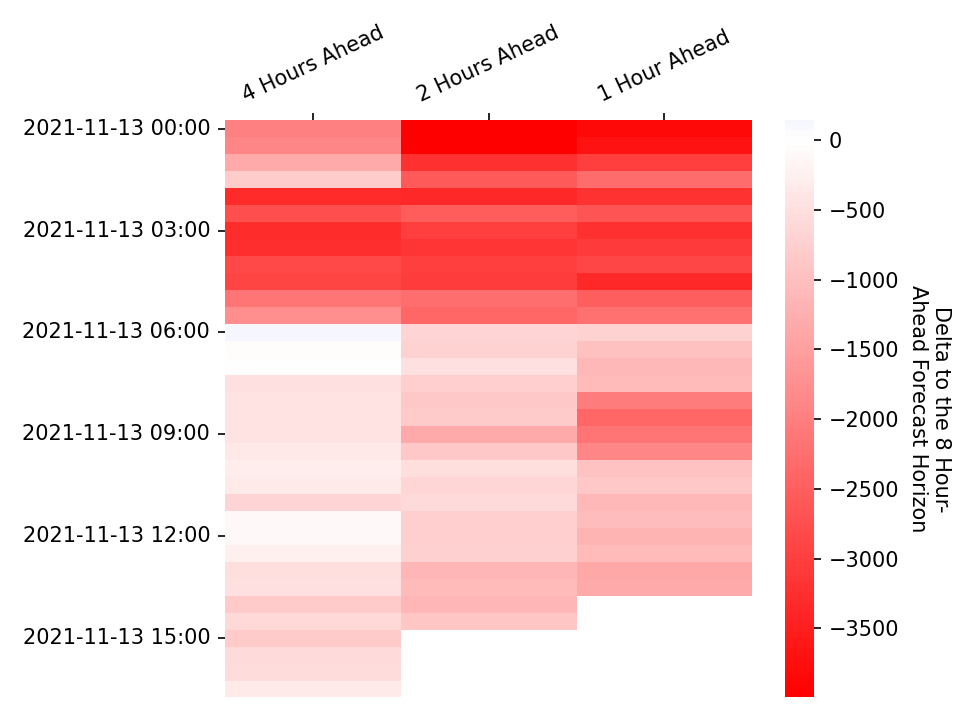 4 Hours Ahead
2 Hours Ahead
1 Hour Ahead
2021-11-13 00:00
2021-11-13 03:00
2021-11-13 06:00
2021-11-13 09:00
2021-11-13 12:00
2021-11-13 15:00
0
−500
−1000
−1500
−2000
−2500
−3000
−3500
Delta to the 8 Hour-
Ahead Forecast Horizon